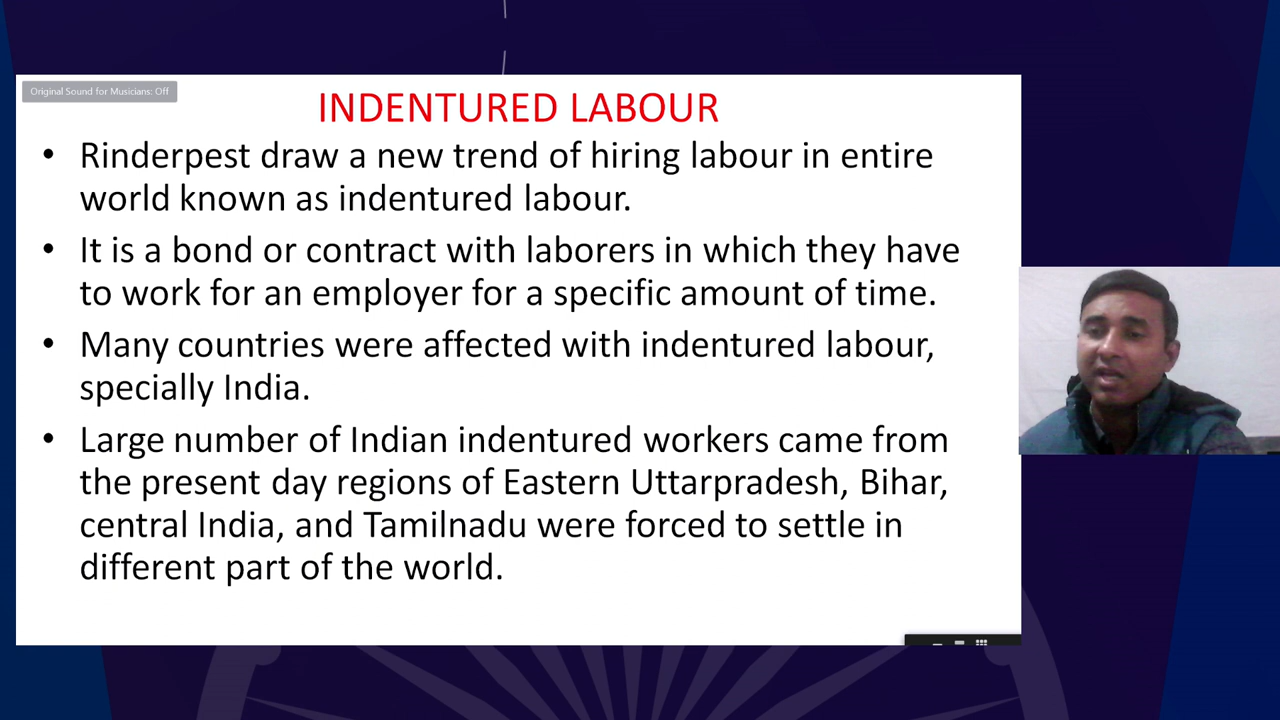 Original Sound for Musicians: Off
INDENTURED LABOUR
• Rinderpest draw a new trend of hiring labour in entire
world known as indentured labour.
• It is a bond or contract with laborers in which they have
to work for an employer for a specific amount of time.
• Many countries were affected with indentured labour,
specially India.
• Large number of Indian indentured workers came from
the present day regions of Eastern Uttarpradesh, Bihar,
central India, and Tamilnadu were forced to settle in
different part of the world.